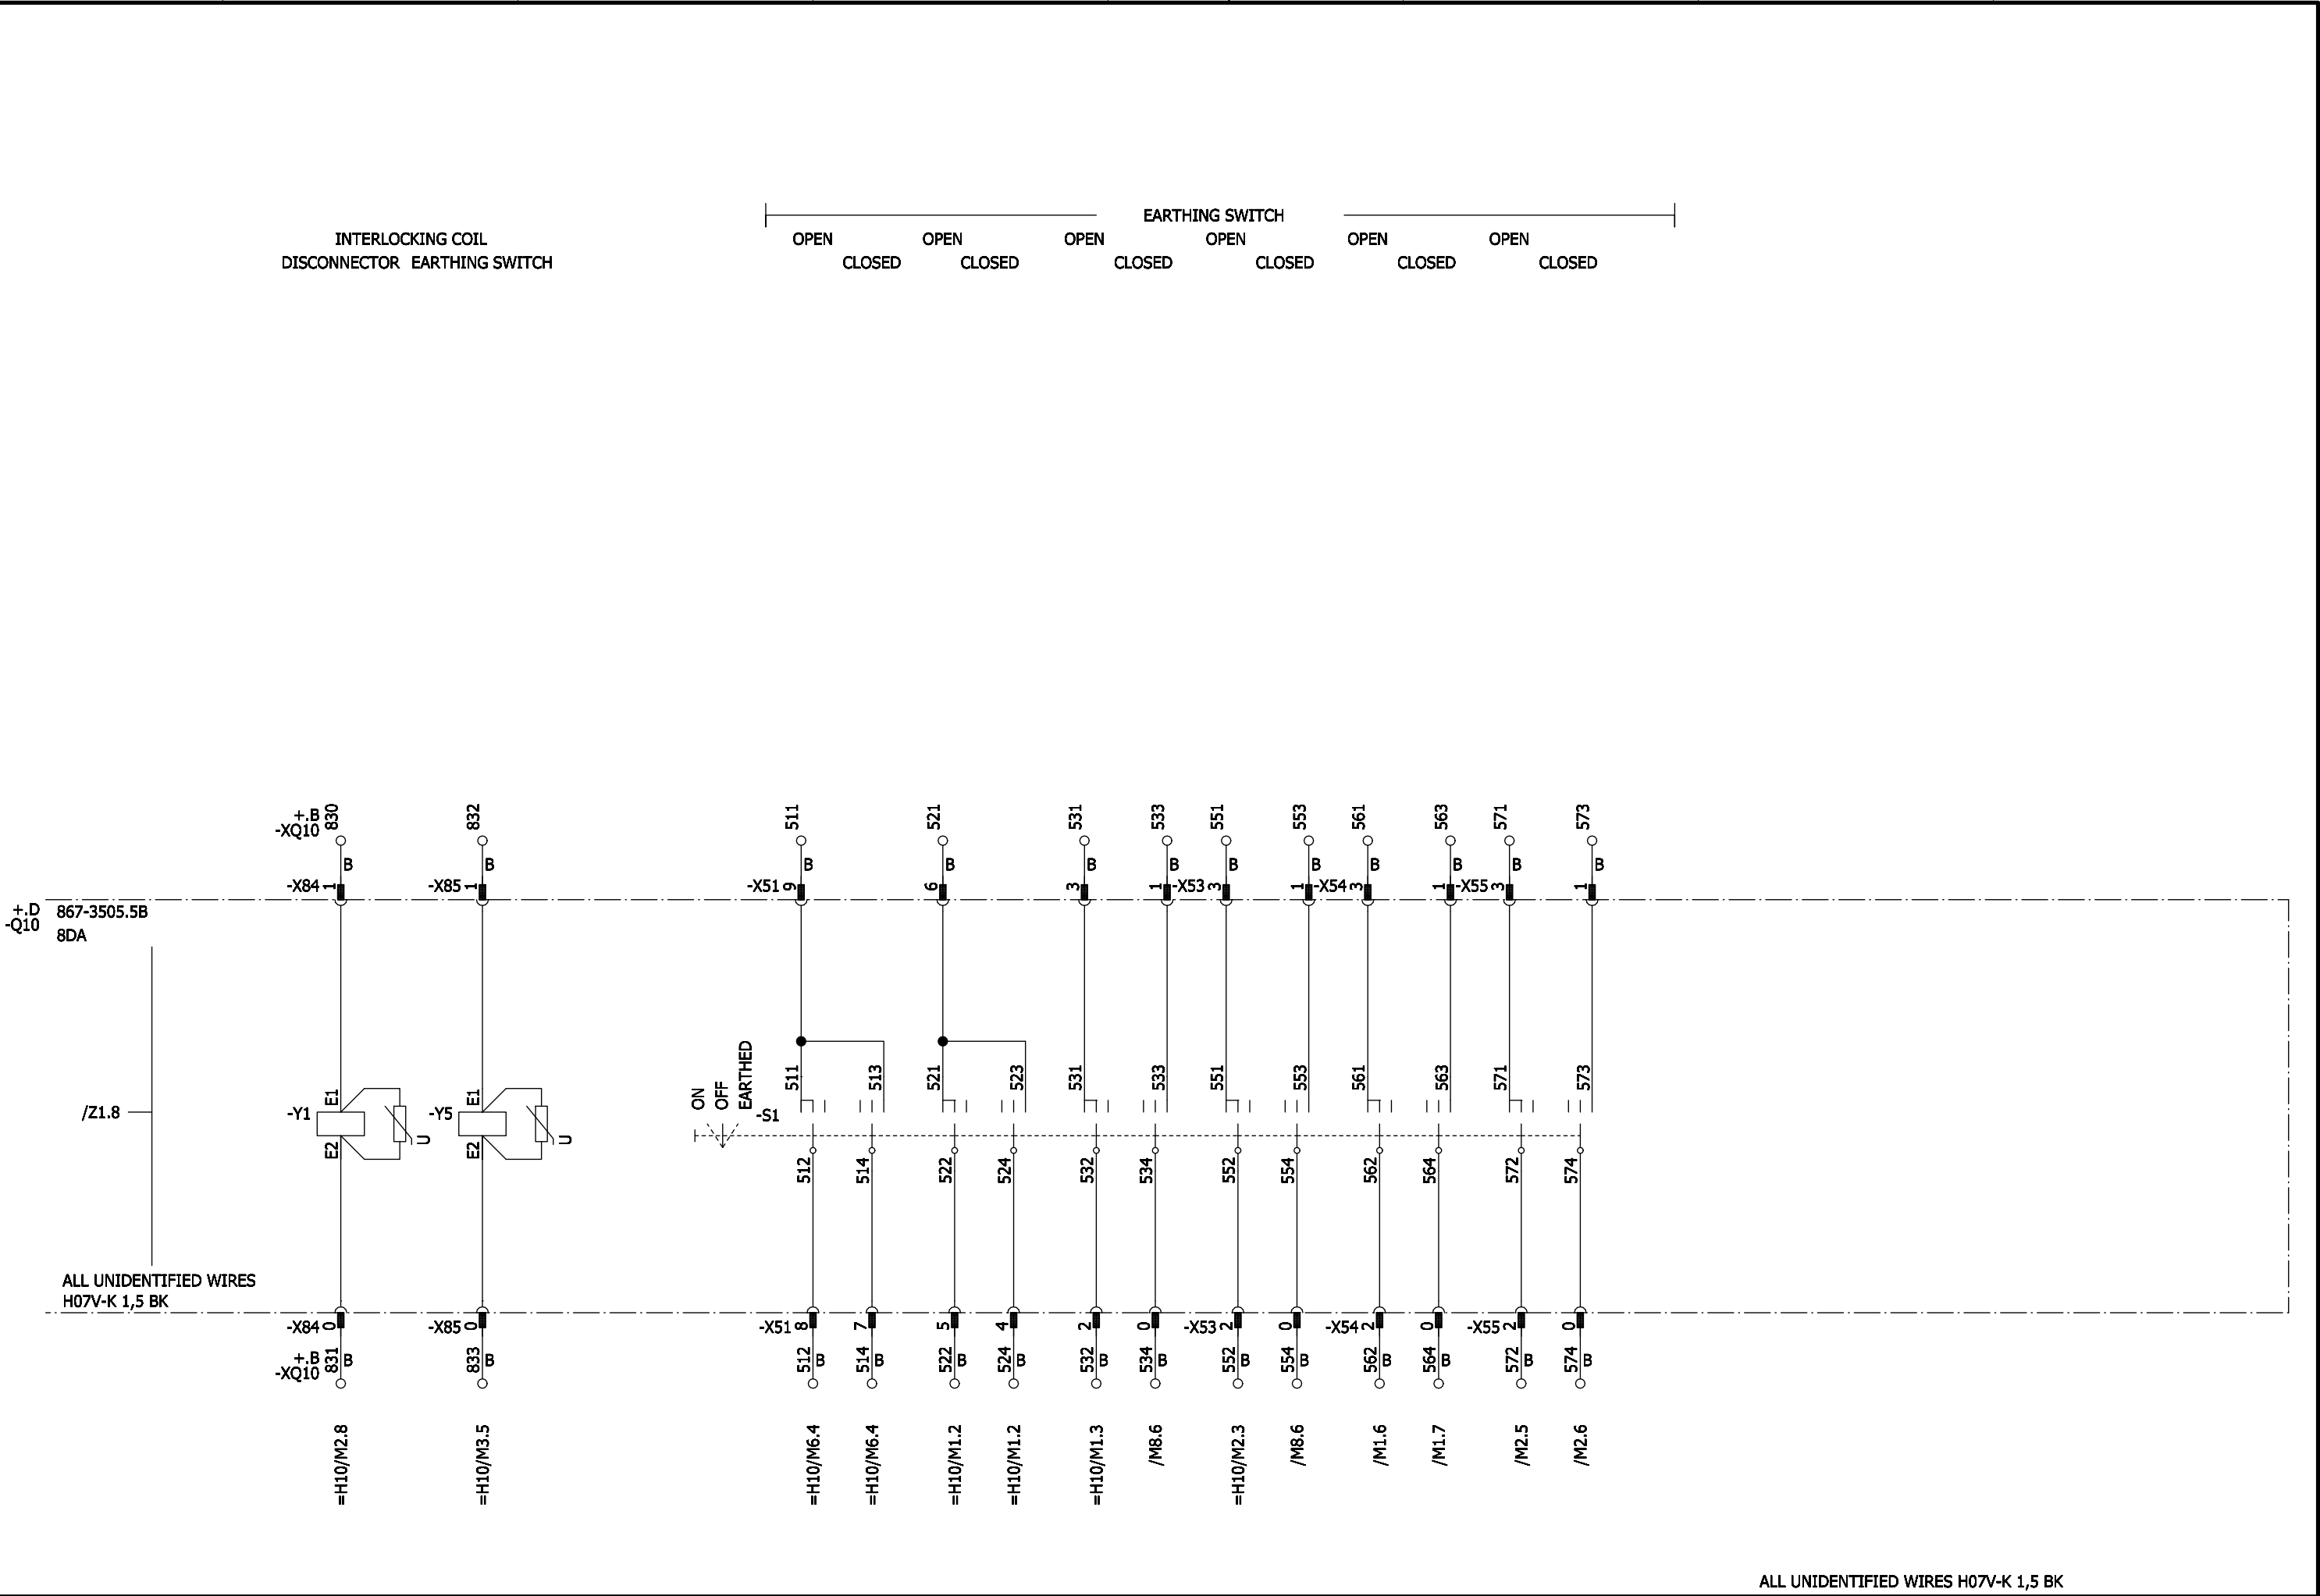 EARTHING SWITCH
INTERLOCKING COIL OPEN OPEN OPEN OPEN OPEN OPEN
DISCONNECTOR EARTHING SWITCH CLOSED CLOSED CLOSED CLOSED CLOSED CLOSED
+.B
-XQ10 830 832 511 521 531 533 551 553 561 563 571 573
B B B B B B B B B B B B
-X84 1 -X85 1 -X51 9 6 3 1 -X53 3 1 -X54 3 1 -X55 3 1
+.D
-Q10
867-3505.5B
8DA
ON OFF EARTHED
511 513 521 523 531 533 551 553 561 563 571 573
/Z1.8 -Y1 E1 -Y5 E1 -S1
U U
E2 E2
512 514 522 524 532 534 552 554 562 564 572 574
ALL UNIDENTIFIED WIRES
H07V-K 1,5 BK
-X84 0 -X85 0 -X51 8 7 5 4 2 0 -X53 2 0 -X54 2 0 -X55 2 0
+.B
-XQ10 831 B 833 B 512 B 514 B 522 B 524 B 532 B 534 B 552 B 554 B 562 B 564 B 572 B 574 B
=H10/M2.8 =H10/M3.5 =H10/M6.4 =H10/M6.4 =H10/M1.2 =H10/M1.2 =H10/M1.3 /M8.6 =H10/M2.3 /M8.6 /M1.6 /M1.7 /M2.5 /M2.6
ALL UNIDENTIFIED WIRES H07V-K 1,5 BK